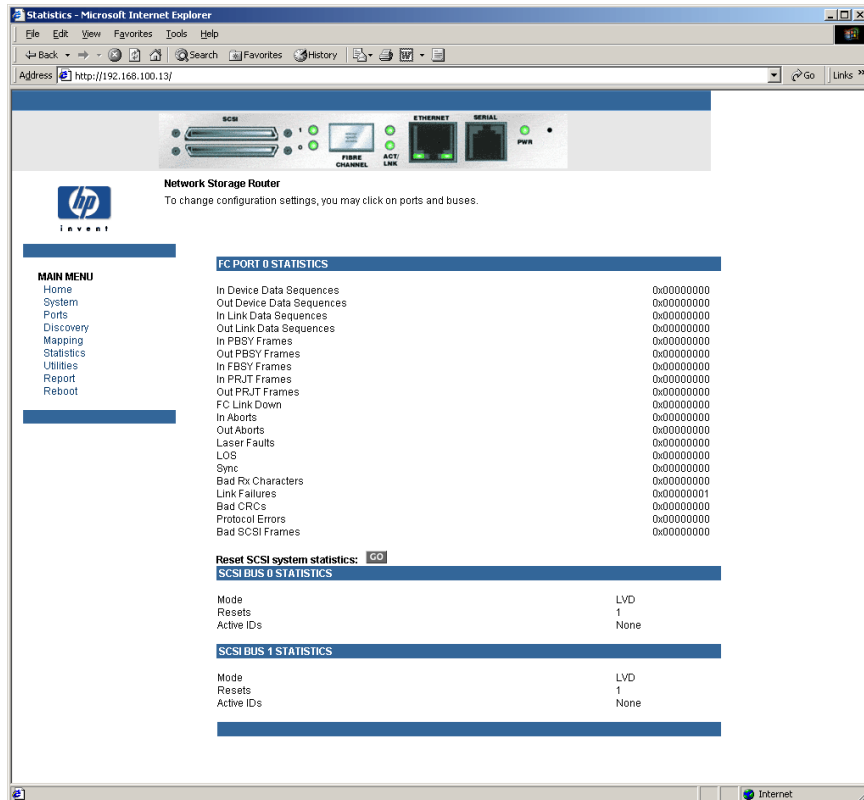 Statistics - Microsoft Internet Explorer
File Edit View Favorites Tools Help
Back Search Favorites History
Address http://192.168.100.13/ Go Links »
SCSI ETHERNET SERIAL
1
0
FIBRE CHANNEL ACT/ LNK PWR
hp
invent
Network Storage Router
To change configuration settings, you may click on ports and buses.
MAIN MENU
Home
System
Ports
Discovery
Mapping
Statistics
Utilities
Report
Reboot
FC PORT 0 STATISTICS
In Device Data Sequences 0x00000000
Out Device Data Sequences 0x00000000
In Link Data Sequences 0x00000000
Out Link Data Sequences 0x00000000
In PBSY Frames 0x00000000
Out PBSY Frames 0x00000000
In FBSY Frames 0x00000000
In PRJT Frames 0x00000000
Out PRJT Frames 0x00000000
FC Link Down 0x00000000
In Aborts 0x00000000
Out Aborts 0x00000000
Laser Faults 0x00000000
LOS 0x00000000
Sync 0x00000000
Bad Rx Characters 0x00000000
Link Failures 0x00000001
Bad CRCs 0x00000000
Protocol Errors 0x00000000
Bad SCSI Frames 0x00000000
Reset SCSI system statistics: GO
SCSI BUS 0 STATISTICS
Mode LVD
Resets 1
Active IDs None
SCSI BUS 1 STATISTICS
Mode LVD
Resets 1
Active IDs None
Internet